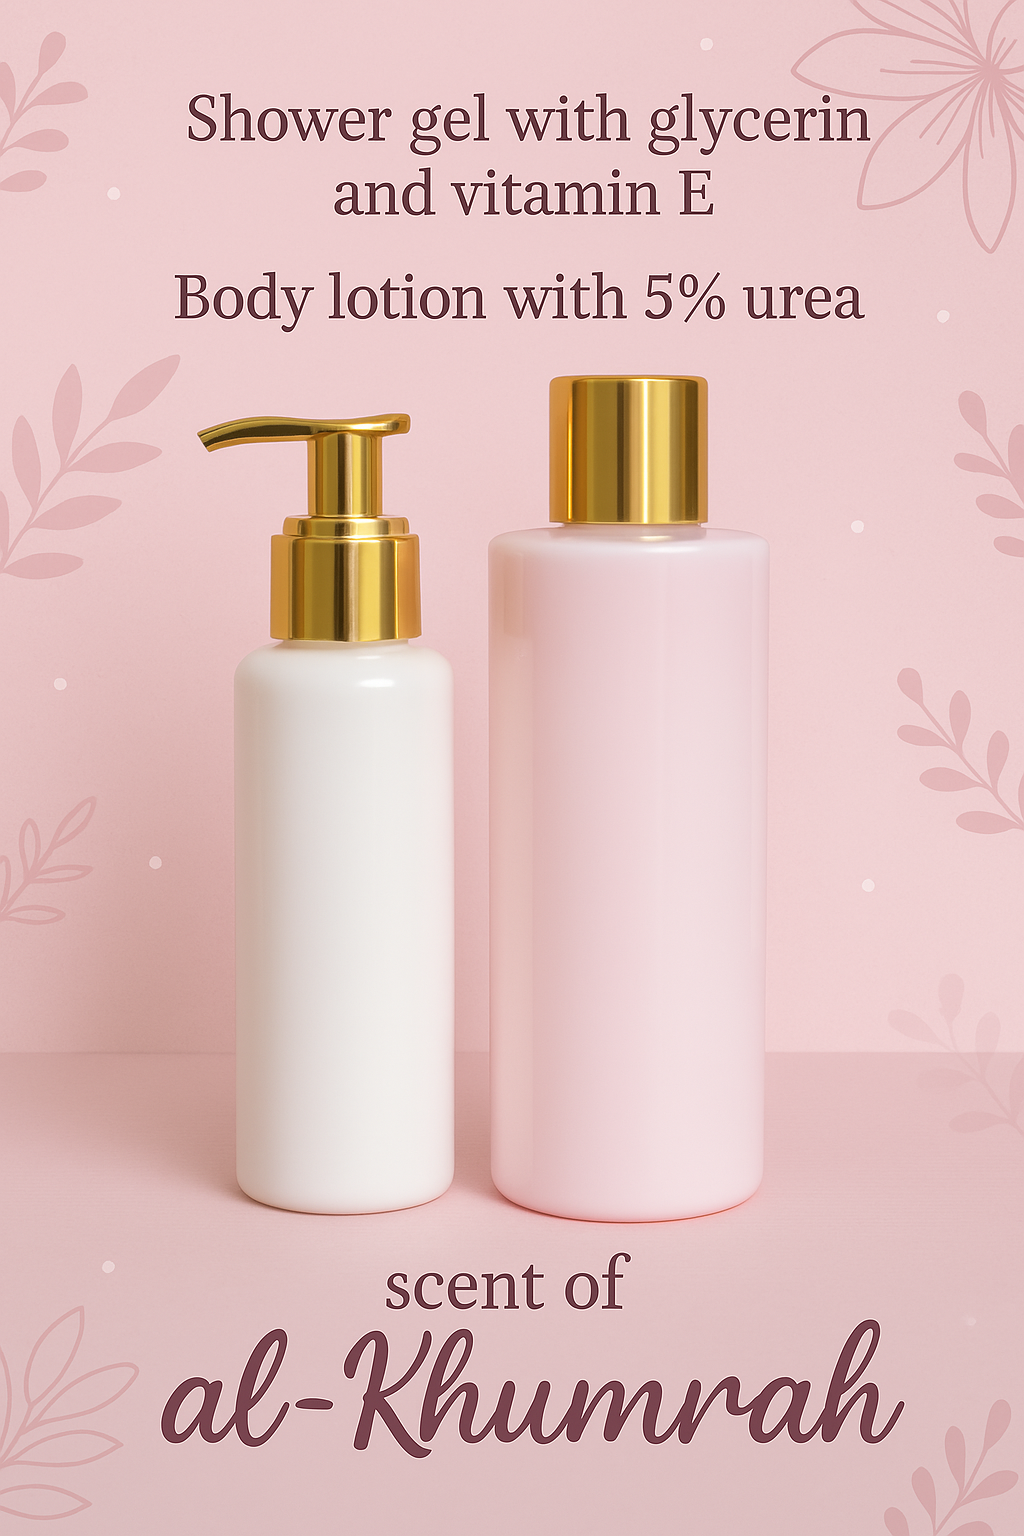 Shower gel with glycerin
and vitamin E
Body lotion with 5% urea
scent of
al-Khumrah